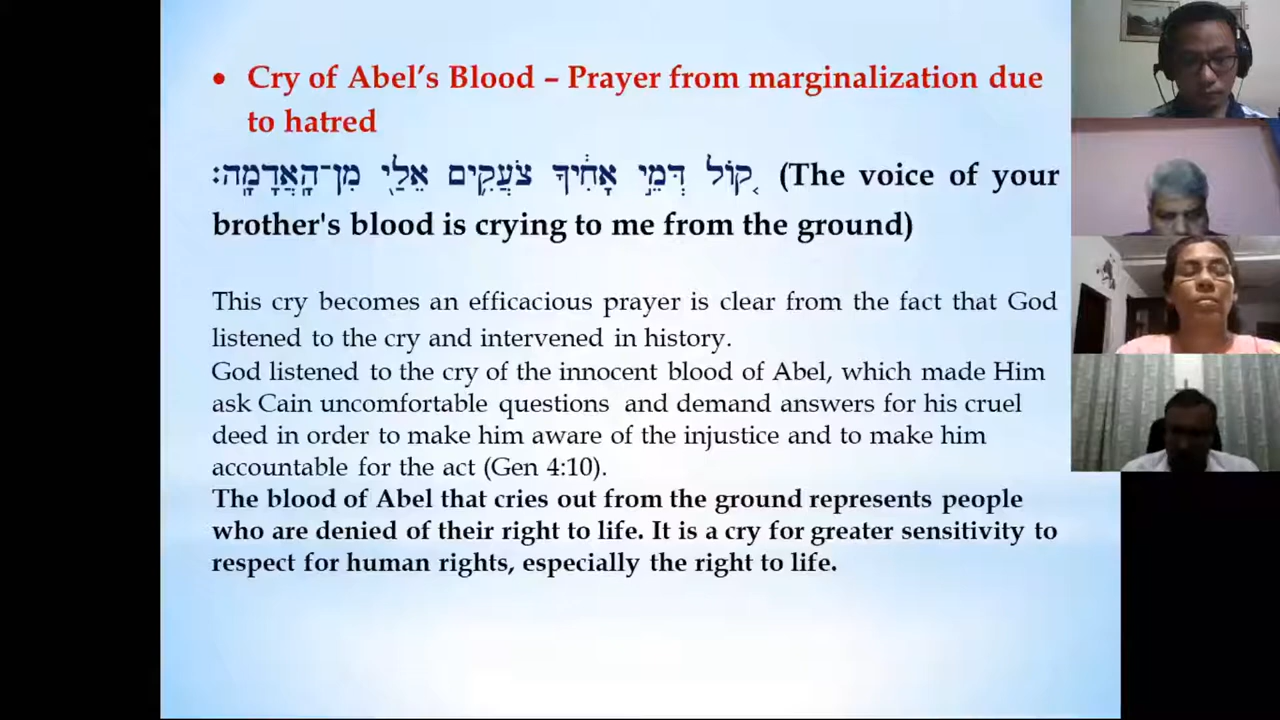 • Cry of Abel’s Blood – Prayer from marginalization due
to hatred
ק֚וֹל דְּמֵ֣י אָחִ֔יךָ צֹעֲקִ֥ים אֵלַ֖י מִן־הָֽאֲדָמָֽה׃ (The voice of your
brother's blood is crying to me from the ground)
This cry becomes an efficacious prayer is clear from the fact that God
listened to the cry and intervened in history.
God listened to the cry of the innocent blood of Abel, which made Him
ask Cain uncomfortable questions and demand answers for his cruel
deed in order to make him aware of the injustice and to make him
accountable for the act (Gen 4:10).
The blood of Abel that cries out from the ground represents people
who are denied of their right to life. It is a cry for greater sensitivity to
respect for human rights, especially the right to life.